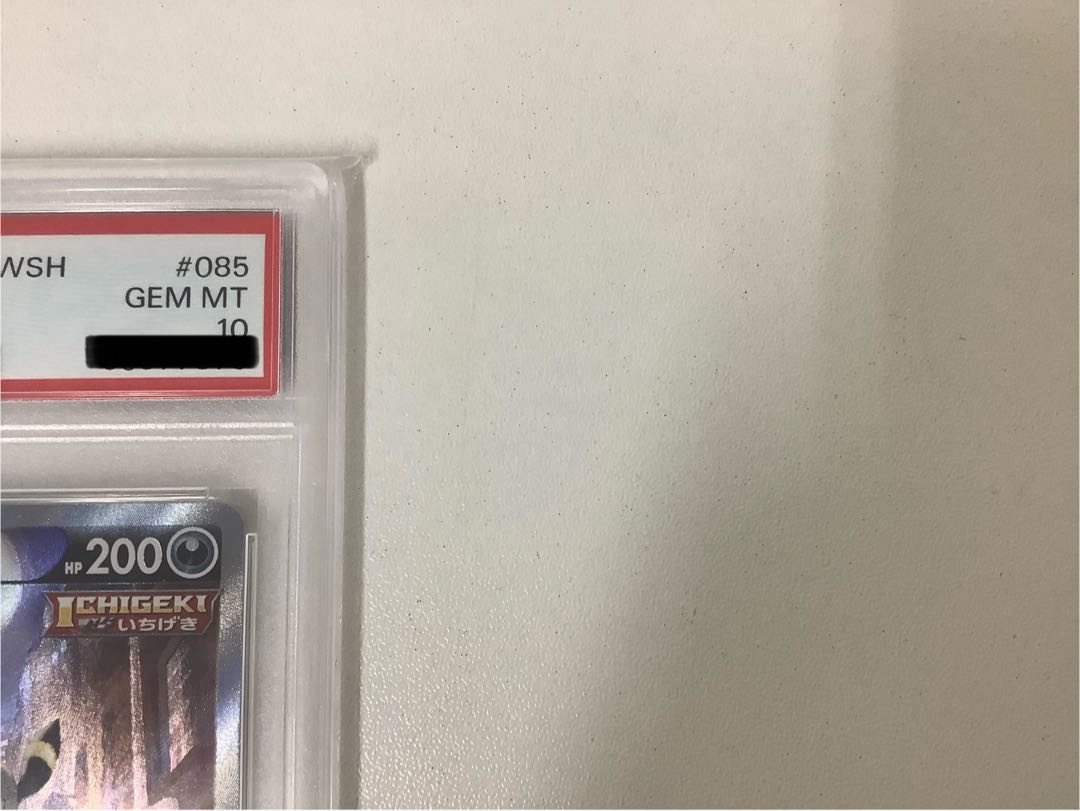 WSH #085
GEM MT
10
HP 200
ICHIGEKI
いちげき